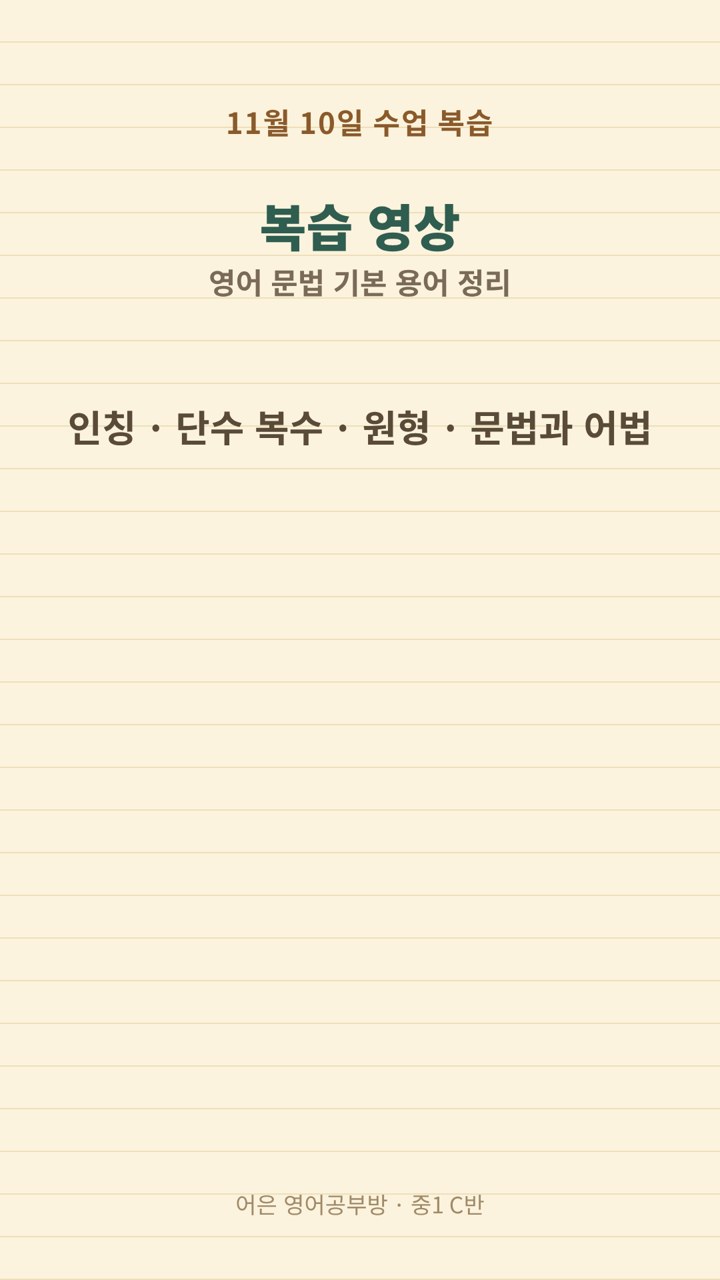 11월 10일 수업 복습
복습 영상
영어 문법 기본 용어 정리
인칭 · 단수 복수 · 원형 · 문법과 어법
어은 영어공부방 · 중1 C반